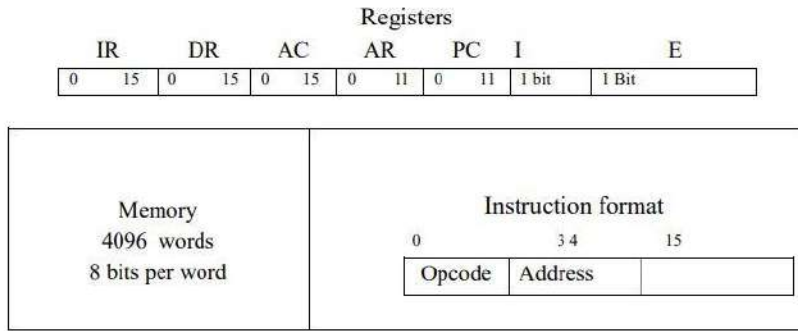 Registers
IR DR AC AR PC I E
0 15 0 15 0 15 0 11 0 11 1 bit 1 Bit
Memory
4096 words
8 bits per word
Instruction format
0 3 4 15
Opcode Address